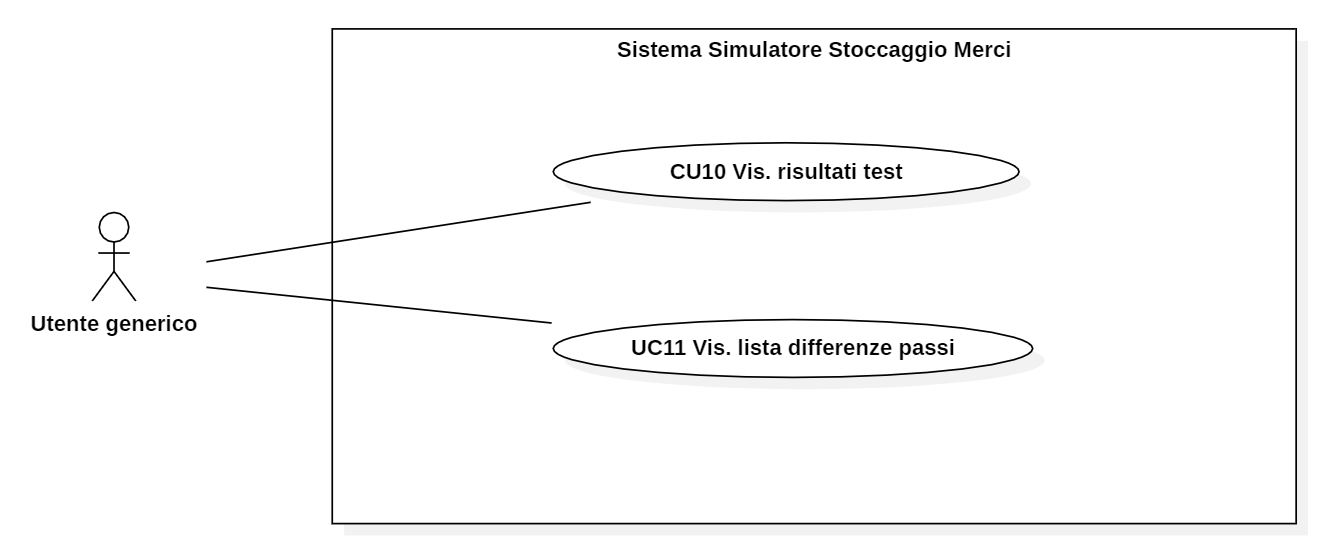 Sistema Simulatore Stoccaggio Merci
CU10 Vis. risultati test
Utente generico
UC11 Vis. lista differenze passi